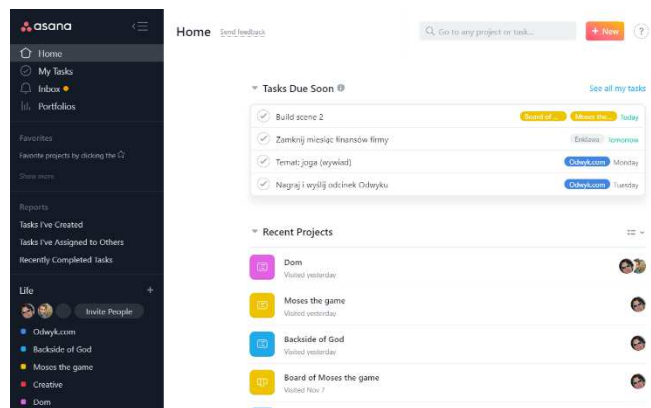 asana
Home
My Tasks
Inbox
Portfolios
Favorites
Favorite projects by clicking the
Show more
Reports
Tasks I've Created
Tasks I've Assigned to Others
Recently Completed Tasks
Life +
Invite People
Odwyk.com
Backside of God
Moses the game
Creative
Dom
Home Send feedback
Go to any project or task...
+ New
?
Tasks Due Soon See all my tasks
Build scene 2 Board of ... Moses the... Today
Zamknij miesiąc finansów firmy Enklawa Tomorrow
Temat: joga (wywiad) Odwyk.com Monday
Nagraj i wyślij odcinek Odwyku Odwyk.com Tuesday
Recent Projects
Dom
Visited yesterday
Moses the game
Visited yesterday
Backside of God
Visited yesterday
Board of Moses the game
Visited Nov 7